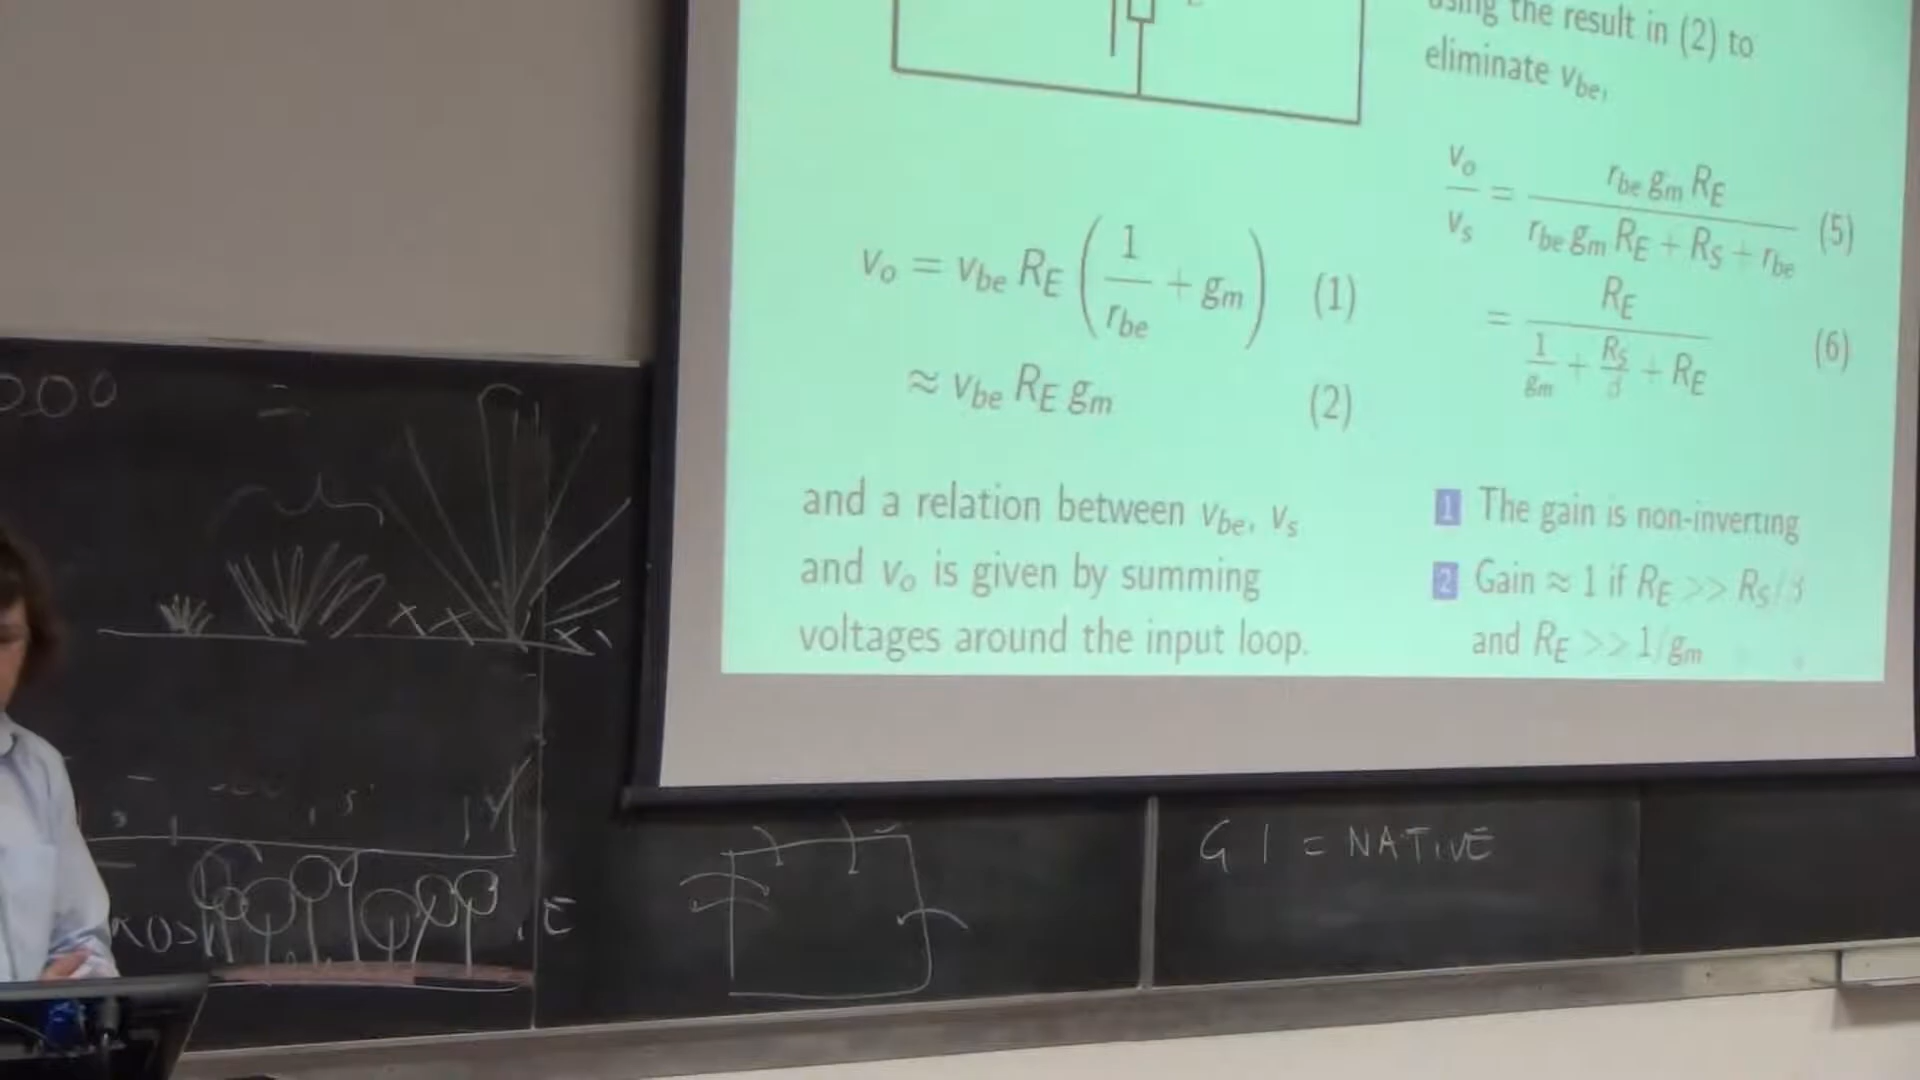 using the result in (2) to
eliminate v_be,
v_o / v_s = r_be g_m R_E / (r_be g_m R_E + R_S + r_be) (5)
= R_E / (1/g_m + R_S/β + R_E) (6)
v_o = v_be R_E (1/r_be + g_m) (1)
≈ v_be R_E g_m (2)
and a relation between v_be, v_s
and v_o is given by summing
voltages around the input loop.
1 The gain is non-inverting
2 Gain ≈ 1 if R_E >> R_S/β
and R_E >> 1/g_m
000 =
G1 = NATIVE
E